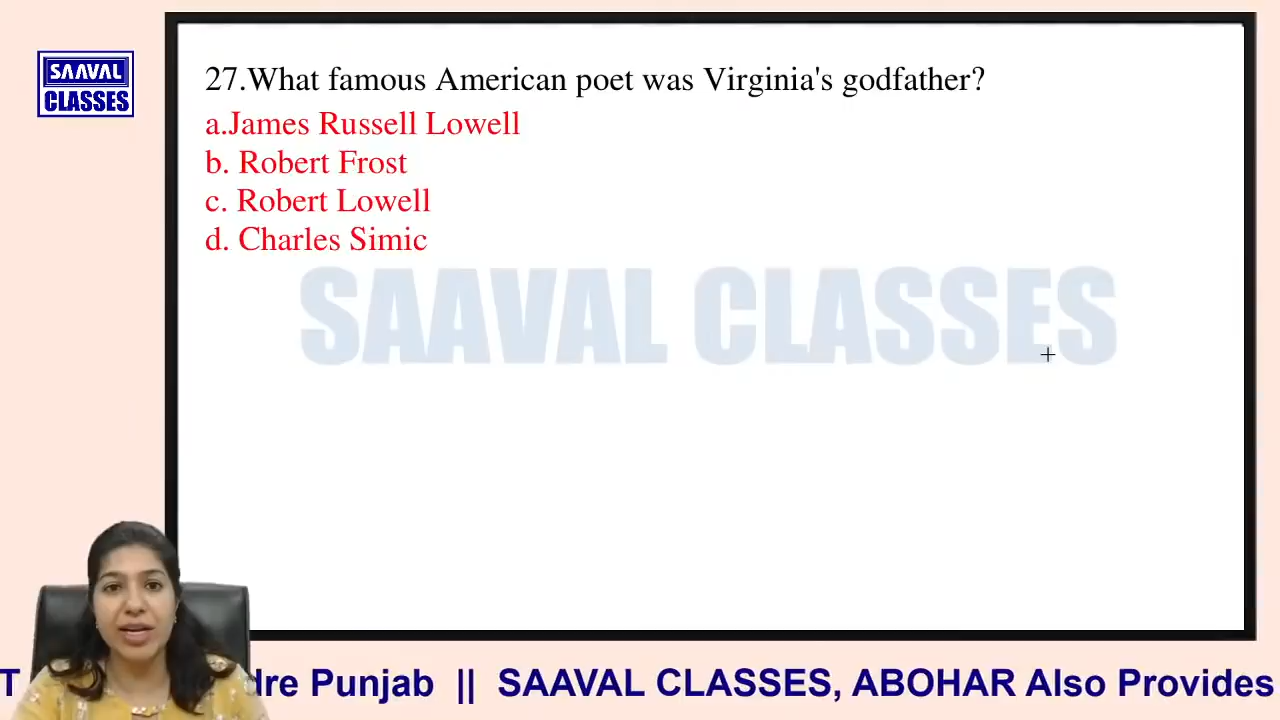 SAAVAL
CLASSES
27.What famous American poet was Virginia's godfather?
a.James Russell Lowell
b. Robert Frost
c. Robert Lowell
d. Charles Simic
SAAVAL CLASSES
T
dre Punjab || SAAVAL CLASSES, ABOHAR Also Provides